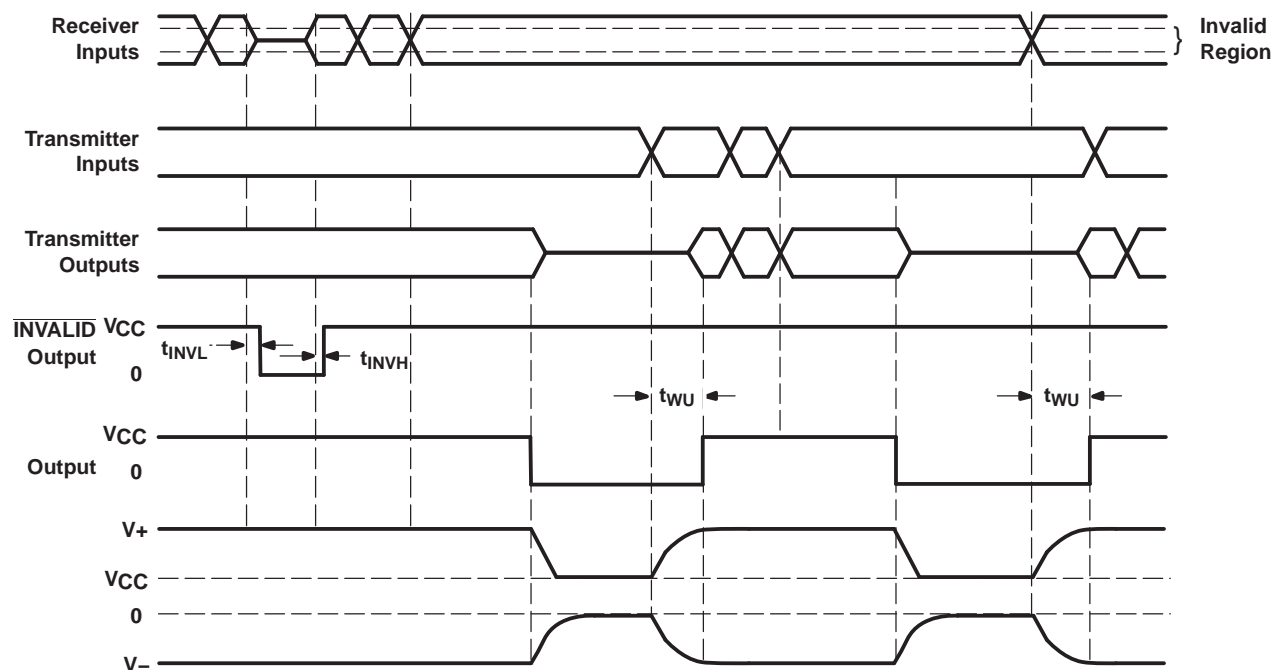 Receiver
Inputs
Invalid
Region
}
Transmitter
Inputs
Transmitter
Outputs
INVALID
Output
VCC
0
tINVL
tINVH
tWU
tWU
Output
VCC
0
V+
VCC
0
V−